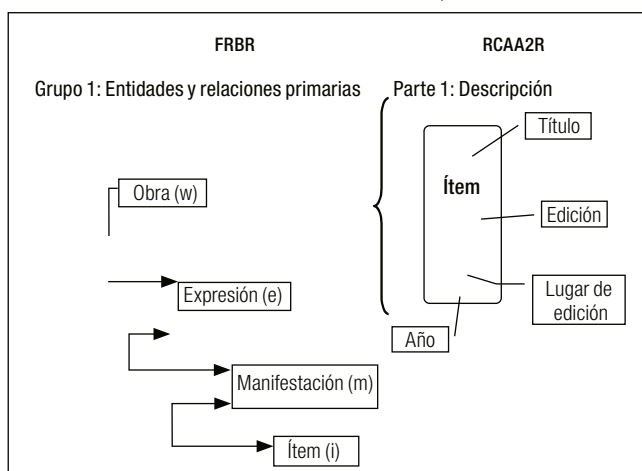 FRBR
RCAA2R
Grupo 1: Entidades y relaciones primarias
Parte 1: Descripción
Título
Ítem
Obra (w)
Edición
Expresión (e)
Lugar de
edición
Año
Manifestación (m)
Ítem (i)